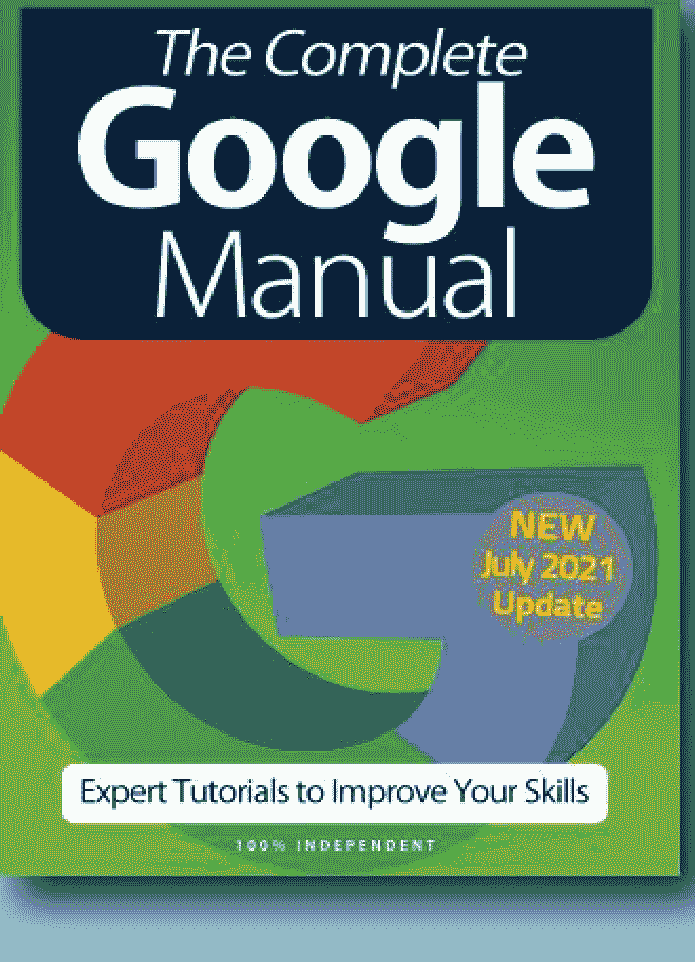 The Complete
Google
Manual
NEW
July 2021
Update
Expert Tutorials to Improve Your Skills
100% INDEPENDENT